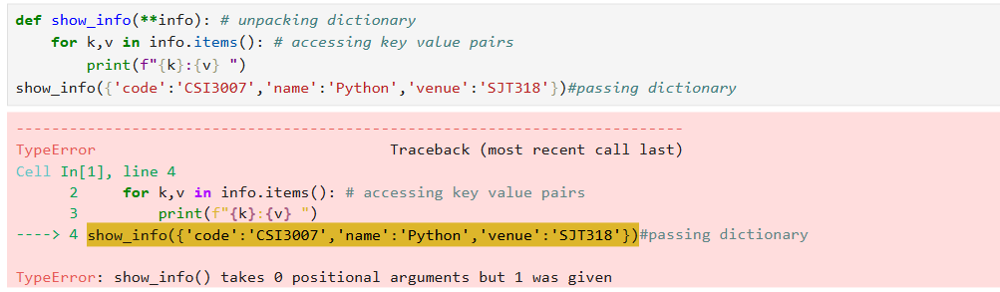 def show_info(**info): # unpacking dictionary
    for k,v in info.items(): # accessing key value pairs
        print(f"{k}:{v} ")
show_info({'code':'CSI3007','name':'Python','venue':'SJT318'})#passing dictionary
---------------------------------------------------------------------------
TypeError                                 Traceback (most recent call last)
Cell In[1], line 4
      2     for k,v in info.items(): # accessing key value pairs
      3         print(f"{k}:{v} ")
----> 4 show_info({'code':'CSI3007','name':'Python','venue':'SJT318'})#passing dictionary
TypeError: show_info() takes 0 positional arguments but 1 was given